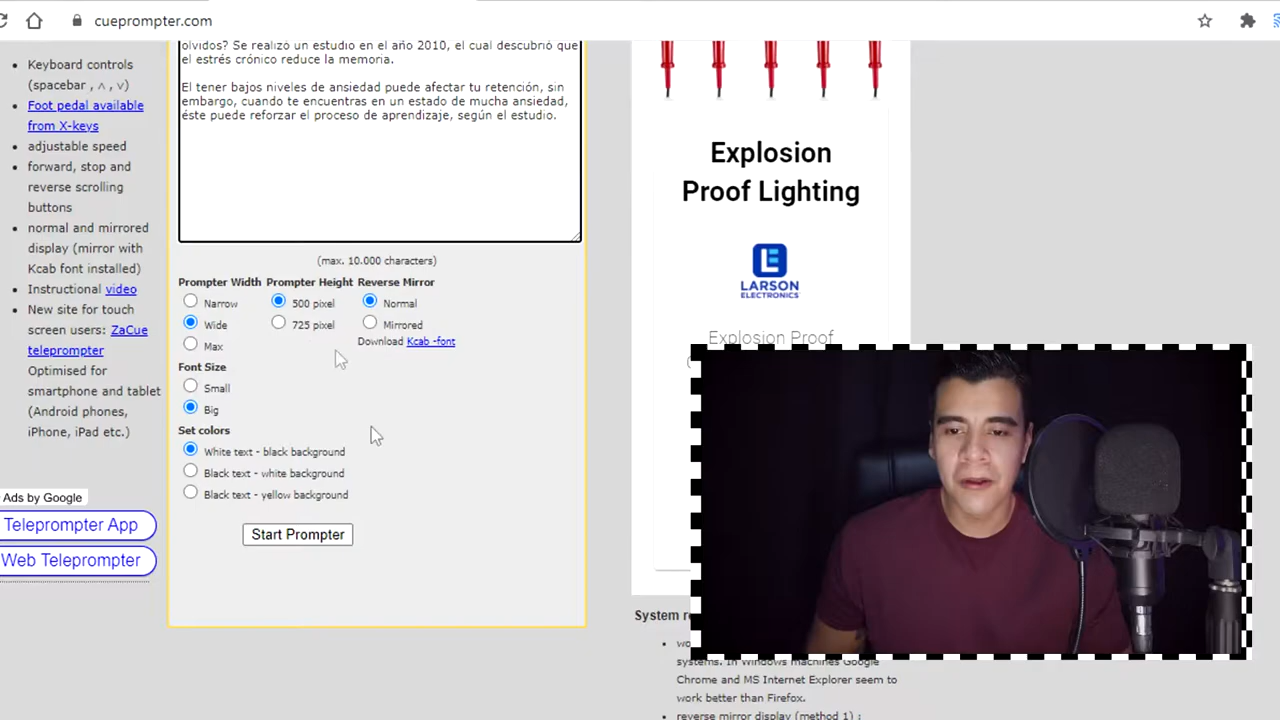 cueprompter.com
Keyboard controls
(spacebar , ˄ , ˅)
Foot pedal available
from X-keys
adjustable speed
forward, stop and
reverse scrolling
buttons
normal and mirrored
display (mirror with
Kcab font installed)
Instructional video
New site for touch
screen users: ZaCue
teleprompter
Optimised for
smartphone and tablet
(Android phones,
iPhone, iPad etc.)
Ads by Google
Teleprompter App
Web Teleprompter
olvidos? Se realizó un estudio en el año 2010, el cual descubrió que
el estrés crónico reduce la memoria.
El tener bajos niveles de ansiedad puede afectar tu retención, sin
embargo, cuando te encuentras en un estado de mucha ansiedad,
éste puede reforzar el proceso de aprendizaje, según el estudio.
(max. 10.000 characters)
Prompter Width Prompter Height Reverse Mirror
Narrow 500 pixel Normal
Wide 725 pixel Mirrored
Max Download Kcab -font
Font Size
Small
Big
Set colors
White text - black background
Black text - white background
Black text - yellow background
Start Prompter
Explosion
Proof Lighting
LARSON
ELECTRONICS
Explosion Proof
System
systems. In Windows machines Google
Chrome and MS Internet Explorer seem to
work better than Firefox.
reverse mirror display (method 1) :